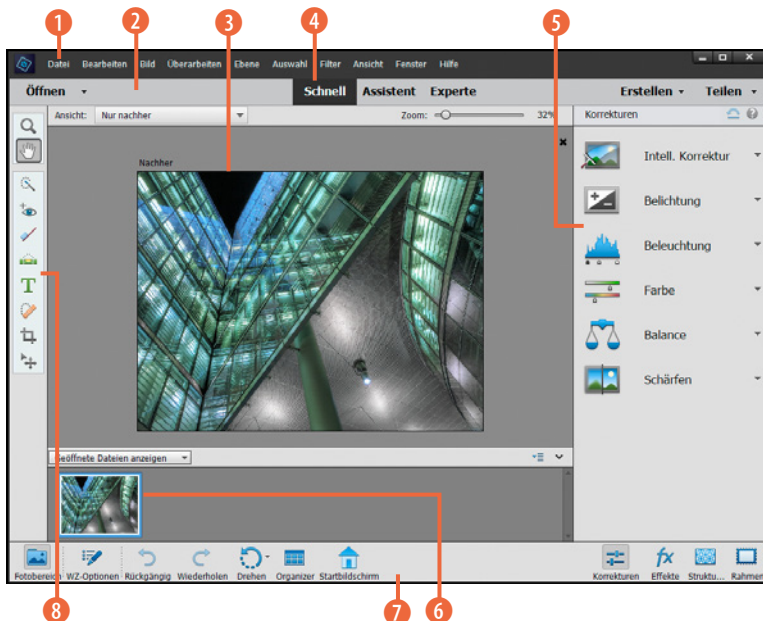 1 2 3 4 5
Datei Bearbeiten Bild Überarbeiten Ebene Auswahl Filter Ansicht Fenster Hilfe
Öffnen Schnell Assistent Experte Erstellen Teilen
Ansicht: Nur nachher Zoom: 32% Korrekturen
Nachher
Intell. Korrektur
Belichtung
Beleuchtung
T
Farbe
Balance
Schärfen
Geöffnete Dateien anzeigen
Fotobereich WZ-Optionen Rückgängig Wiederholen Drehen Organizer Startbildschirm Korrekturen fx Effekte Struktu... Rahmen
8 7 6